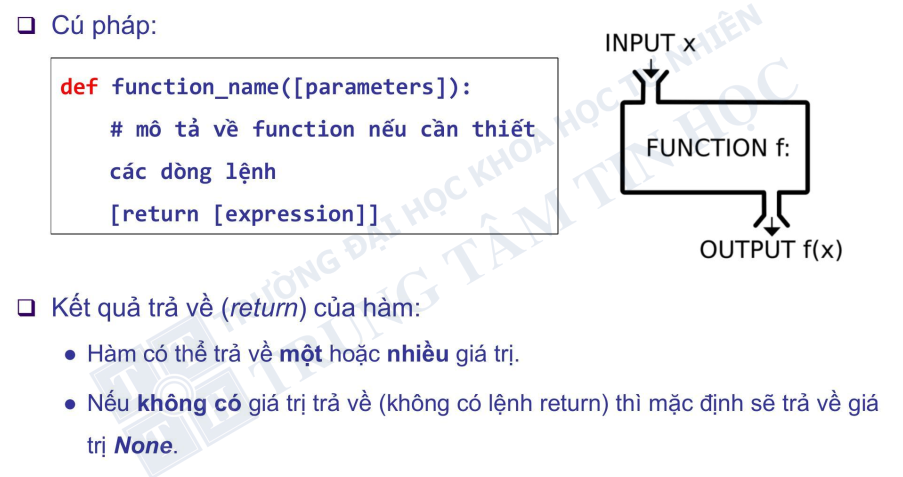 Cú pháp:
def function_name([parameters]):
# mô tả về function nếu cần thiết
các dòng lệnh
[return [expression]]
INPUT x
FUNCTION f:
OUTPUT f(x)
Kết quả trả về (return) của hàm:
Hàm có thể trả về một hoặc nhiều giá trị.
Nếu không có giá trị trả về (không có lệnh return) thì mặc định sẽ trả về giá
trị None.
TRƯỜNG ĐẠI HỌC KHOA HỌC TỰ NHIÊN
TRUNG TÂM TIN HỌC